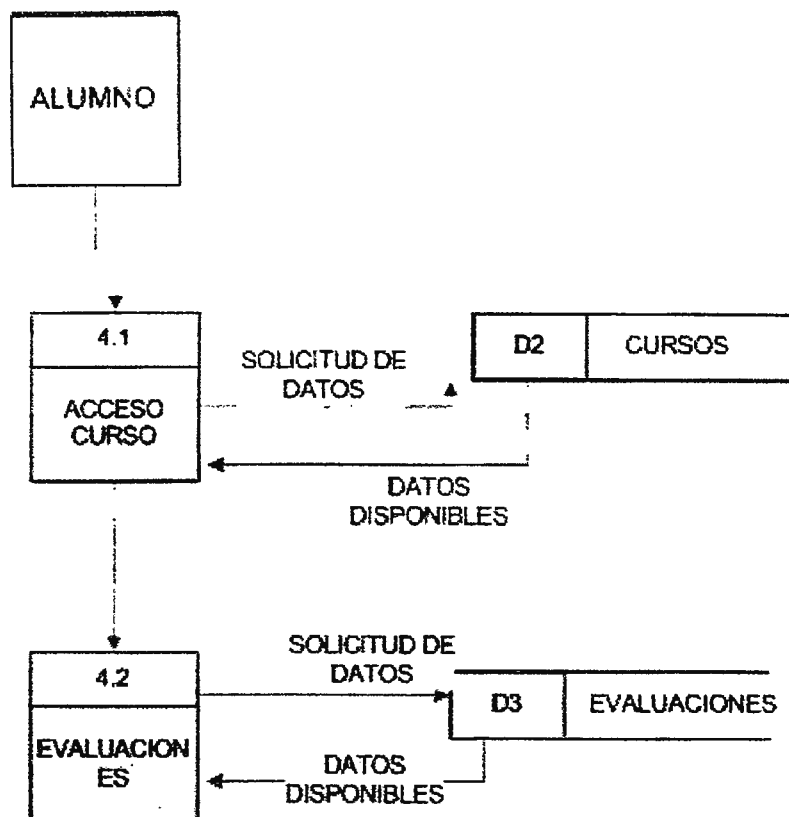 ALUMNO
4.1
ACCESO
CURSO
SOLICITUD DE
DATOS
D2
CURSOS
DATOS
DISPONIBLES
4.2
EVALUACION
ES
SOLICITUD DE
DATOS
D3
EVALUACIONES
DATOS
DISPONIBLES